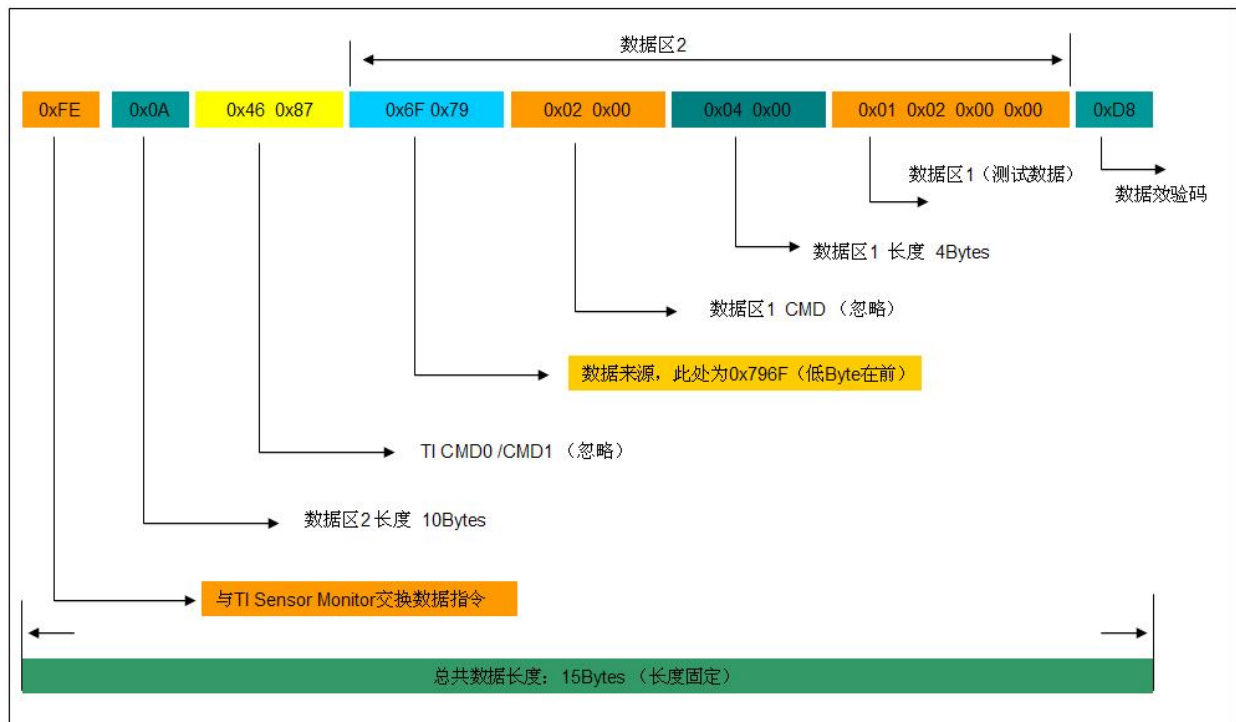 数据区2
0xFE 0x0A 0x46 0x87 0x6F 0x79 0x02 0x00 0x04 0x00 0x01 0x02 0x00 0x00 0xD8
数据区1（测试数据）
数据效验码
数据区1 长度 4Bytes
数据区1 CMD （忽略）
数据来源，此处为0x796F（低Byte在前）
TI CMD0 /CMD1 （忽略）
数据区2 长度 10Bytes
与TI Sensor Monitor交换数据指令
总共数据长度：15Bytes （长度固定）